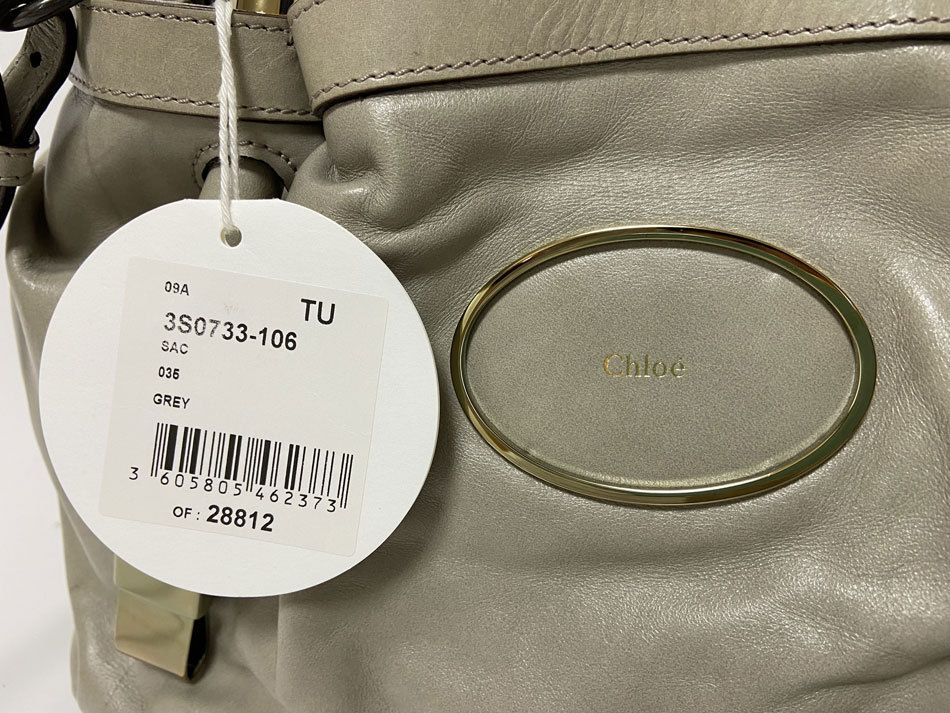 09A
TU
3S0733-106
SAC
035
GREY
3 605805 462373
OF: 28812
Chloé